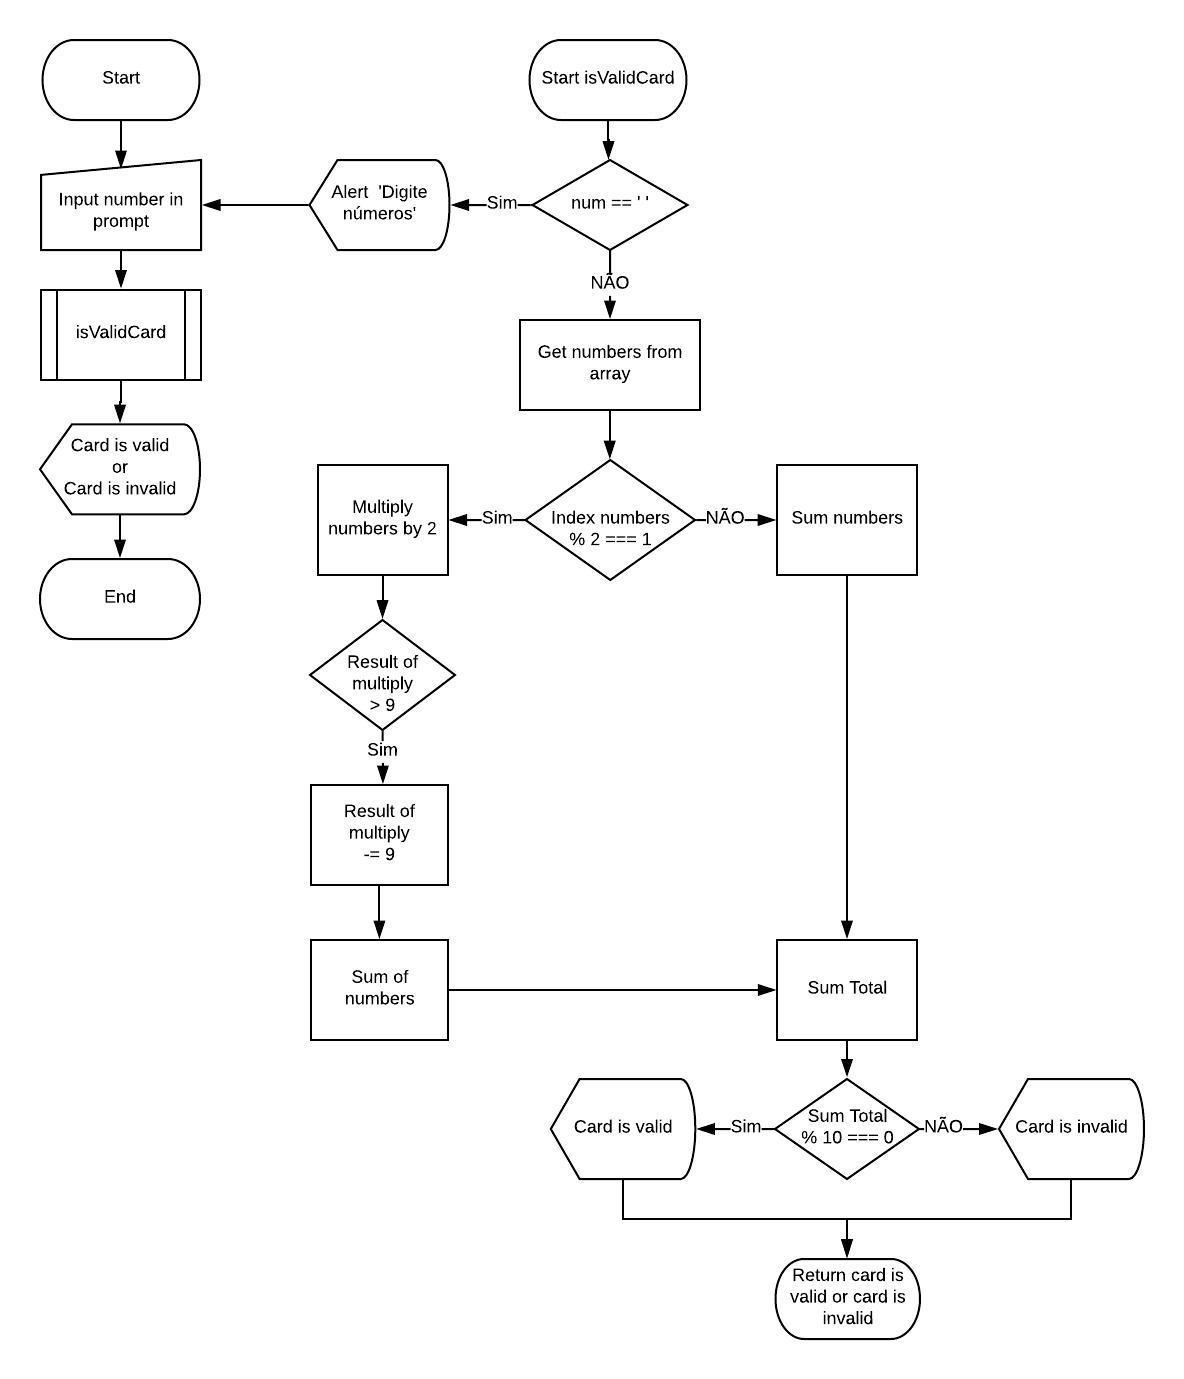 Start
Input number in
prompt
isValidCard
Card is valid
or
Card is invalid
End
Start isValidCard
num == ' '
Sim
Alert 'Digite
números'
NÃO
Get numbers from
array
Index numbers
% 2 === 1
Sim
NÃO
Multiply
numbers by 2
Sum numbers
Result of
multiply
> 9
Sim
Result of
multiply
-= 9
Sum of
numbers
Sum Total
Sum Total
% 10 === 0
Sim
NÃO
Card is valid
Card is invalid
Return card is
valid or card is
invalid